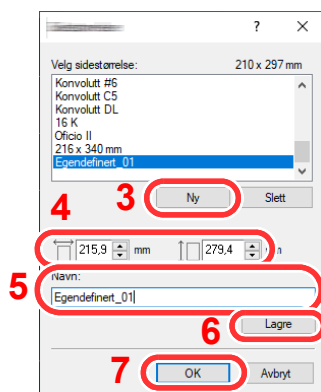 ?
Velg sidestørrelse: 210 x 297 mm
Konvolutt #6
Konvolutt C5
Konvolutt DL
16 K
Oficio II
216 x 340 mm
Egendefinert_01
3 Ny Slett
4
215,9 mm 279,4
5 Navn:
Egendefinert_01
6 Lagre
7 OK Avbryt